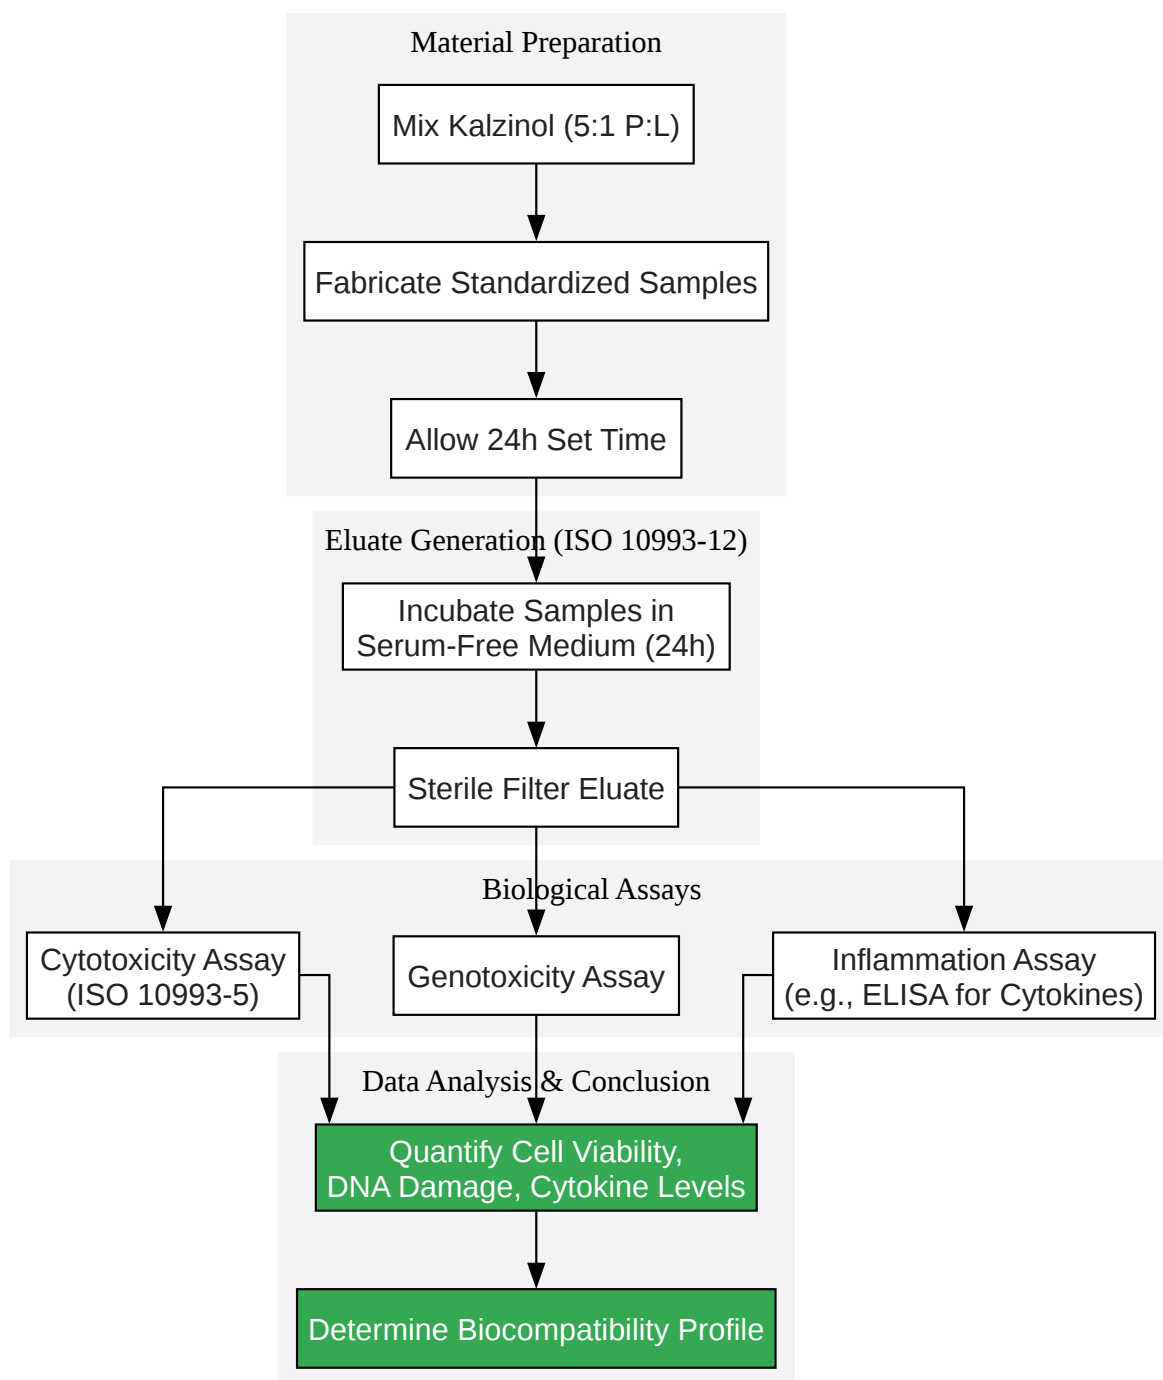 Material Preparation
Mix Kalzinol (5:1 P:L)
Fabricate Standardized Samples
Allow 24h Set Time
Eluate Generation (ISO 10993-12)
Incubate Samples in
Serum-Free Medium (24h)
Sterile Filter Eluate
Biological Assays
Cytotoxicity Assay
(ISO 10993-5)
Genotoxicity Assay
Inflammation Assay
(e.g., ELISA for Cytokines)
Data Analysis & Conclusion
Quantify Cell Viability,
DNA Damage, Cytokine Levels
Determine Biocompatibility Profile